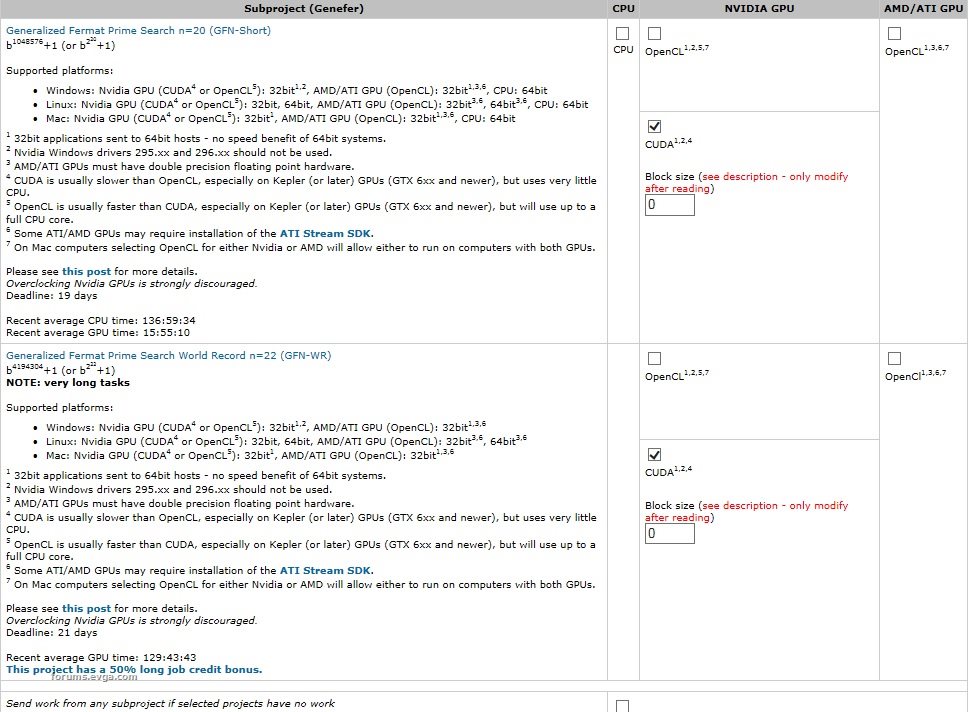 Subproject (Genefer) CPU NVIDIA GPU AMD/ATI GPU
Generalized Fermat Prime Search n=20 (GFN-Short)
b^1048576+1 (or b^2^20+1)
CPU
OpenCL^1,2,5,7
OpenCL^1,3,6,7
Supported platforms:
• Windows: Nvidia GPU (CUDA^4 or OpenCL^5): 32bit^1,2, AMD/ATI GPU (OpenCL): 32bit^1,3,6, CPU: 64bit
• Linux: Nvidia GPU (CUDA^4 or OpenCL^5): 32bit, 64bit, AMD/ATI GPU (OpenCL): 32bit^3,6, 64bit^3,6, CPU: 64bit
• Mac: Nvidia GPU (CUDA^4 or OpenCL^5): 32bit^1, AMD/ATI GPU (OpenCL): 32bit^1,3,6, CPU: 64bit
1 32bit applications sent to 64bit hosts - no speed benefit of 64bit systems.
2 Nvidia Windows drivers 295.xx and 296.xx should not be used.
3 AMD/ATI GPUs must have double precision floating point hardware.
4 CUDA is usually slower than OpenCL, especially on Kepler (or later) GPUs (GTX 6xx and newer), but uses very little
CPU.
5 OpenCL is usually faster than CUDA, especially on Kepler (or later) GPUs (GTX 6xx and newer), but will use up to a
full CPU core.
6 Some ATI/AMD GPUs may require installation of the ATI Stream SDK.
7 On Mac computers selecting OpenCL for either Nvidia or AMD will allow either to run on computers with both GPUs.
Please see this post for more details.
Overclocking Nvidia GPUs is strongly discouraged.
Deadline: 19 days
Recent average CPU time: 136:59:34
Recent average GPU time: 15:55:10
CUDA^1,2,4
Block size (see description - only modify
after reading)
0
Generalized Fermat Prime Search World Record n=22 (GFN-WR)
b^4194304+1 (or b^2^22+1)
NOTE: very long tasks
OpenCL^1,2,5,7
OpenCl^1,3,6,7
Supported platforms:
• Windows: Nvidia GPU (CUDA^4 or OpenCL^5): 32bit^1,2, AMD/ATI GPU (OpenCL): 32bit^1,3,6
• Linux: Nvidia GPU (CUDA^4 or OpenCL^5): 32bit, 64bit, AMD/ATI GPU (OpenCL): 32bit^3,6, 64bit^3,6
• Mac: Nvidia GPU (CUDA^4 or OpenCL^5): 32bit^1, AMD/ATI GPU (OpenCL): 32bit^1,3,6
1 32bit applications sent to 64bit hosts - no speed benefit of 64bit systems.
2 Nvidia Windows drivers 295.xx and 296.xx should not be used.
3 AMD/ATI GPUs must have double precision floating point hardware.
4 CUDA is usually slower than OpenCL, especially on Kepler (or later) GPUs (GTX 6xx and newer), but uses very little
CPU.
5 OpenCL is usually faster than CUDA, especially on Kepler (or later) GPUs (GTX 6xx and newer), but will use up to a
full CPU core.
6 Some ATI/AMD GPUs may require installation of the ATI Stream SDK.
7 On Mac computers selecting OpenCL for either Nvidia or AMD will allow either to run on computers with both GPUs.
Please see this post for more details.
Overclocking Nvidia GPUs is strongly discouraged.
Deadline: 21 days
Recent average GPU time: 129:43:43
This project has a 50% long job credit bonus.
forums.evga.com
CUDA^1,2,4
Block size (see description - only modify
after reading)
0
Send work from any subproject if selected projects have no work